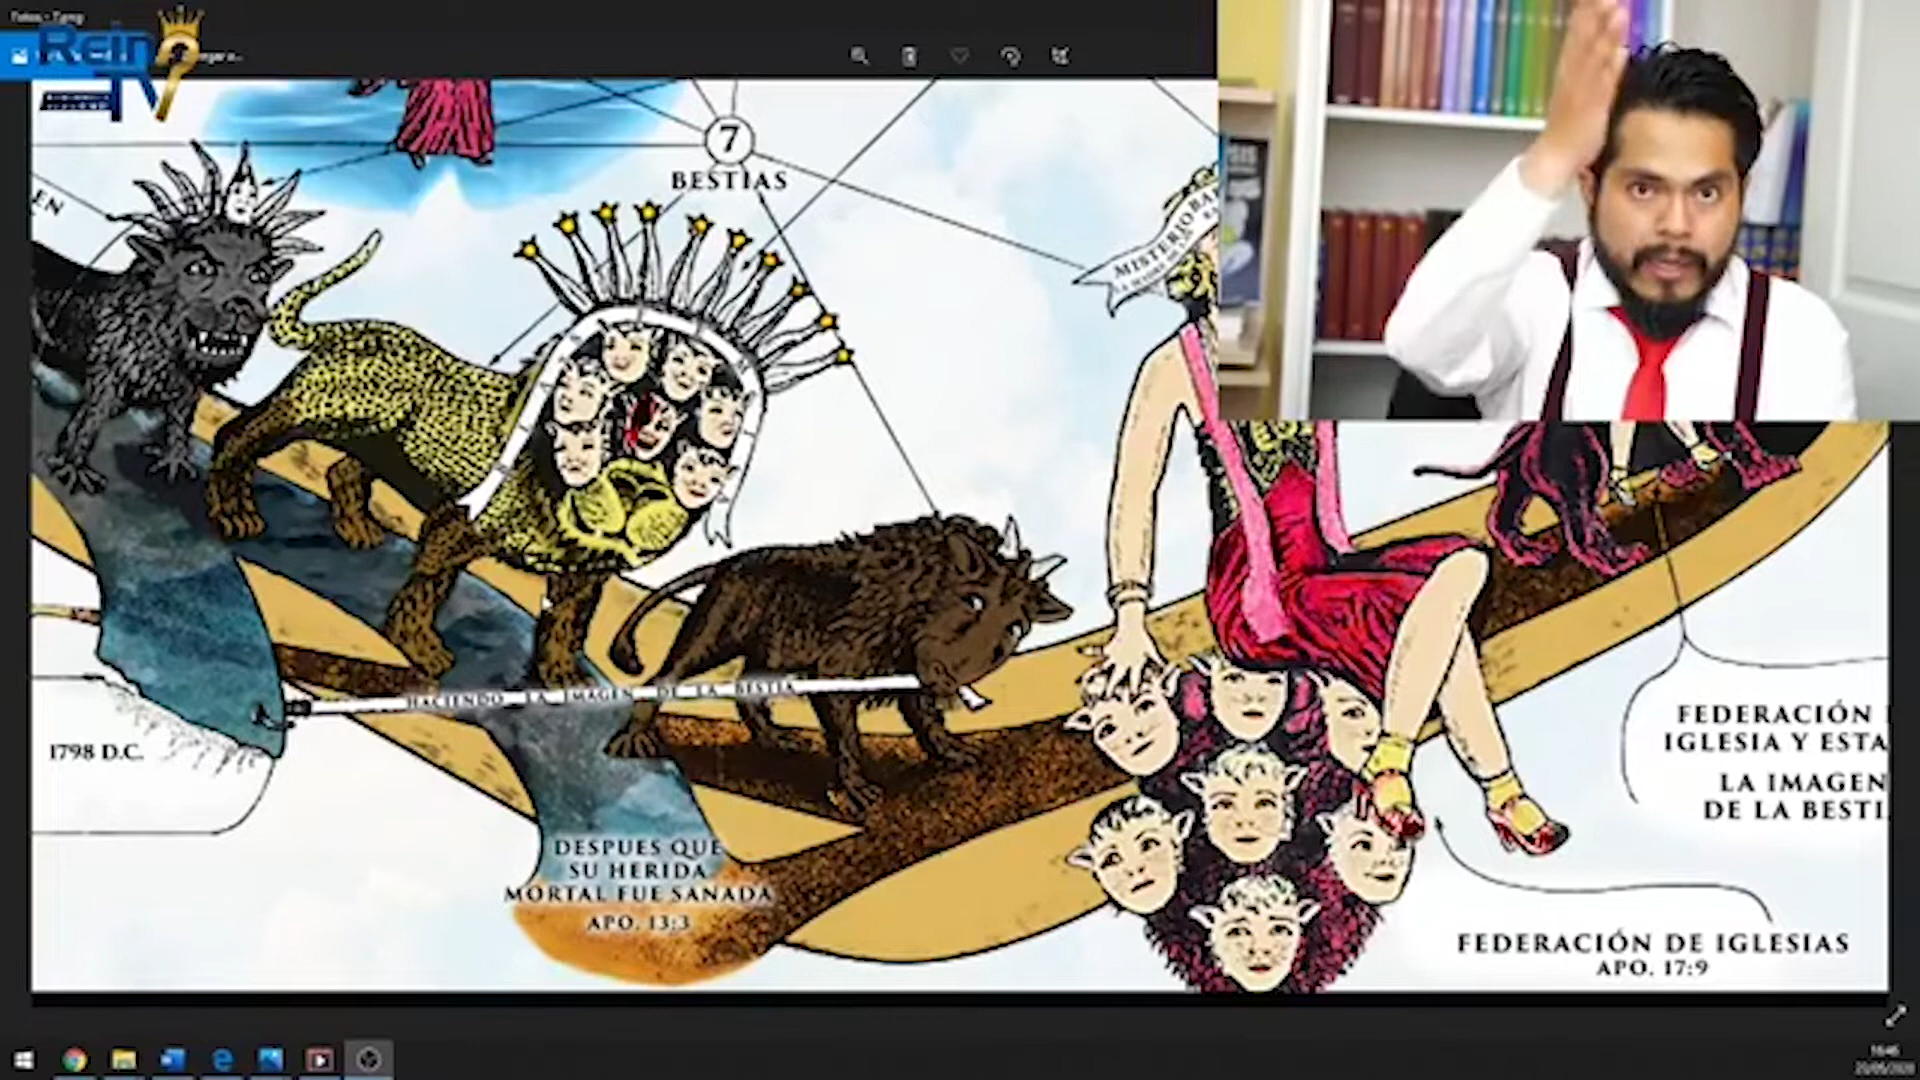 Rein
TV
7
BESTIAS
EN
MISTERIO
HACIENDO LA IMAGEN DE LA BESTIA
1798 D.C.
FEDERACIÓN
IGLESIA Y ESTA
LA IMAGEN
DE LA BESTI
DESPUES QUE
SU HERIDA
MORTAL FUE SANADA
APO. 13:3
FEDERACIÓN DE IGLESIAS
APO. 17:9